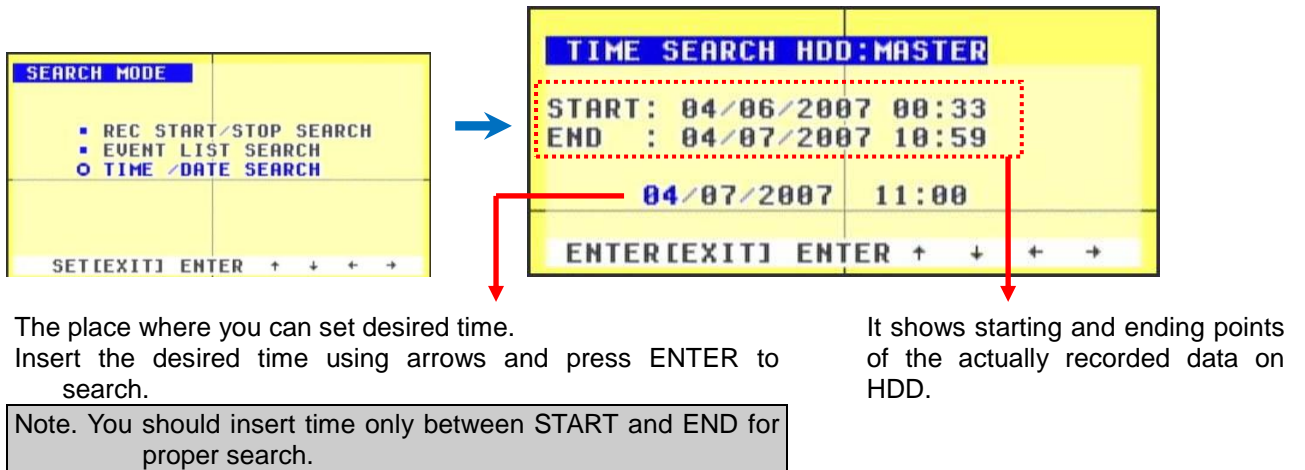 SEARCH MODE
REC START/STOP SEARCH
EVENT LIST SEARCH
TIME /DATE SEARCH
SET[EXIT] ENTER ↑ ↓ ← →
TIME SEARCH HDD:MASTER
START: 04/06/2007 00:33
END : 04/07/2007 10:59
04/07/2007 11:00
ENTER[EXIT] ENTER ↑ ↓ ← →
The place where you can set desired time.
Insert the desired time using arrows and press ENTER to
search.
Note. You should insert time only between START and END for
proper search.
It shows starting and ending points
of the actually recorded data on
HDD.